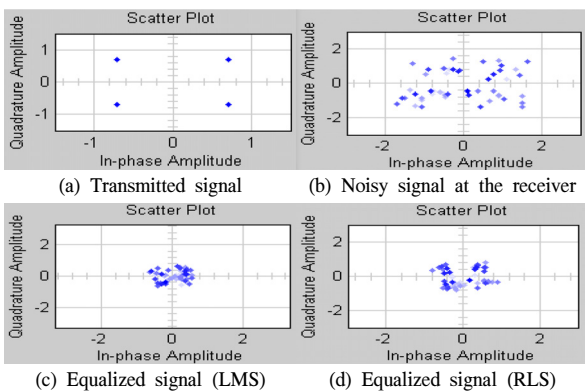 Scatter Plot
Quadrature Amplitude
1
0
-1
-1
0
1
In-phase Amplitude
(a) Transmitted signal
Scatter Plot
Quadrature Amplitude
2
0
-2
-2
0
2
In-phase Amplitude
(b) Noisy signal at the receiver
Scatter Plot
Quadrature Amplitude
2
0
-2
-2
0
2
In-phase Amplitude
(c) Equalized signal (LMS)
Scatter Plot
Quadrature Amplitude
2
0
-2
-2
0
2
In-phase Amplitude
(d) Equalized signal (RLS)